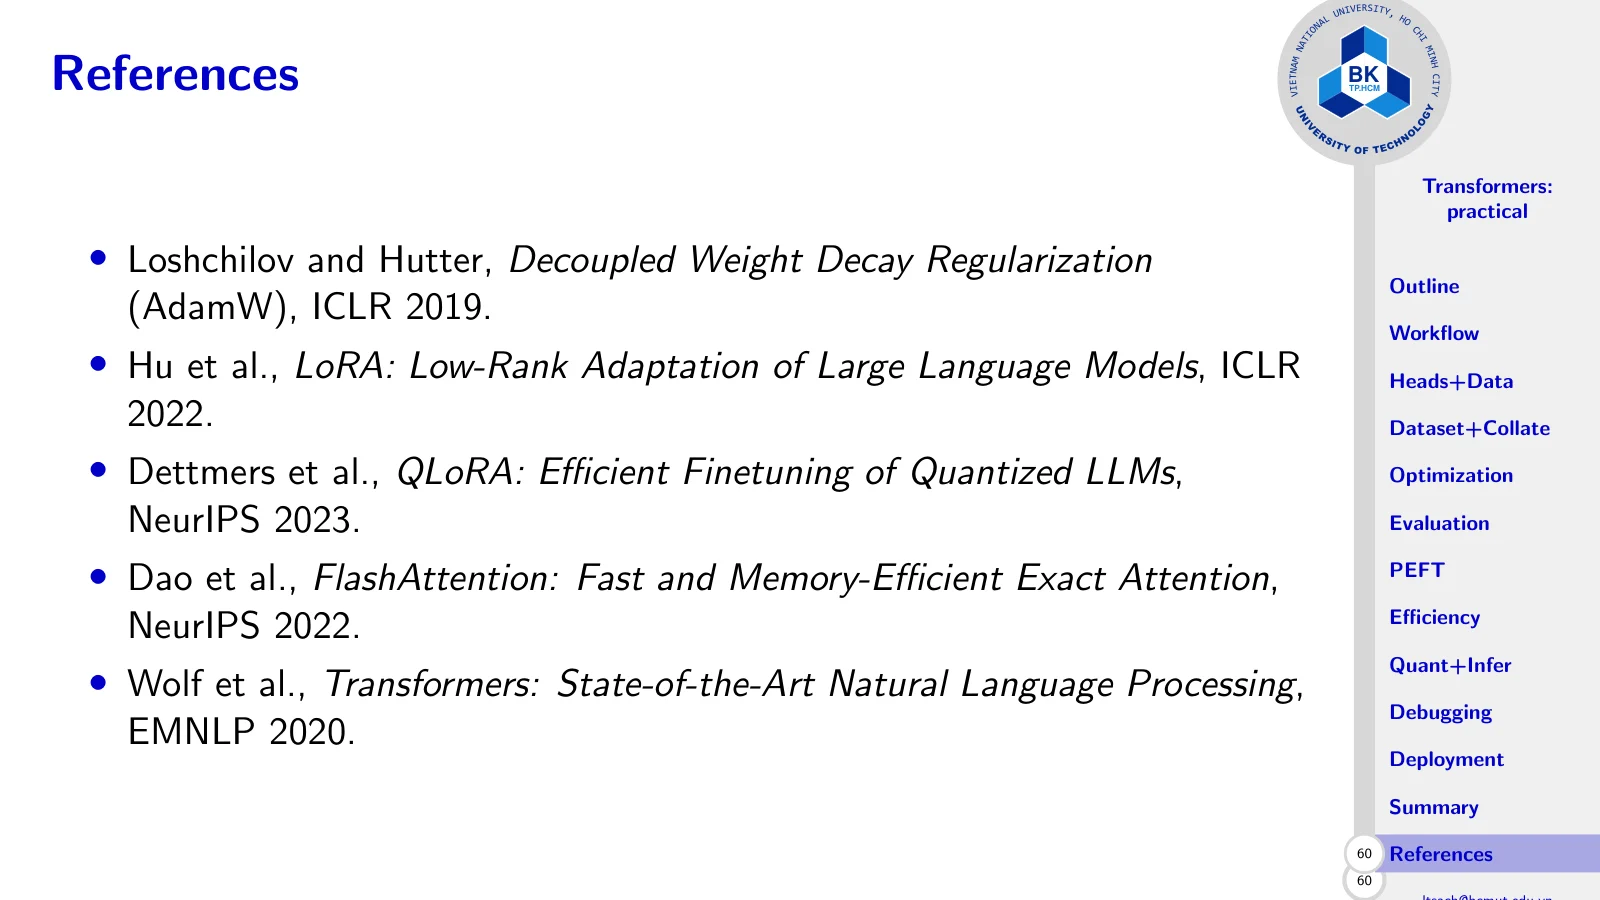 References
• Loshchilov and Hutter, Decoupled Weight Decay Regularization
(AdamW), ICLR 2019.
• Hu et al., LoRA: Low-Rank Adaptation of Large Language Models, ICLR
2022.
• Dettmers et al., QLoRA: Efficient Finetuning of Quantized LLMs,
NeurIPS 2023.
• Dao et al., FlashAttention: Fast and Memory-Efficient Exact Attention,
NeurIPS 2022.
• Wolf et al., Transformers: State-of-the-Art Natural Language Processing,
EMNLP 2020.
VIETNAM NATIONAL UNIVERSITY, HO CHI MINH CITY
BK
TP.HCM
UNIVERSITY OF TECHNOLOGY
Transformers:
practical
Outline
Workflow
Heads+Data
Dataset+Collate
Optimization
Evaluation
PEFT
Efficiency
Quant+Infer
Debugging
Deployment
Summary
60 References
60